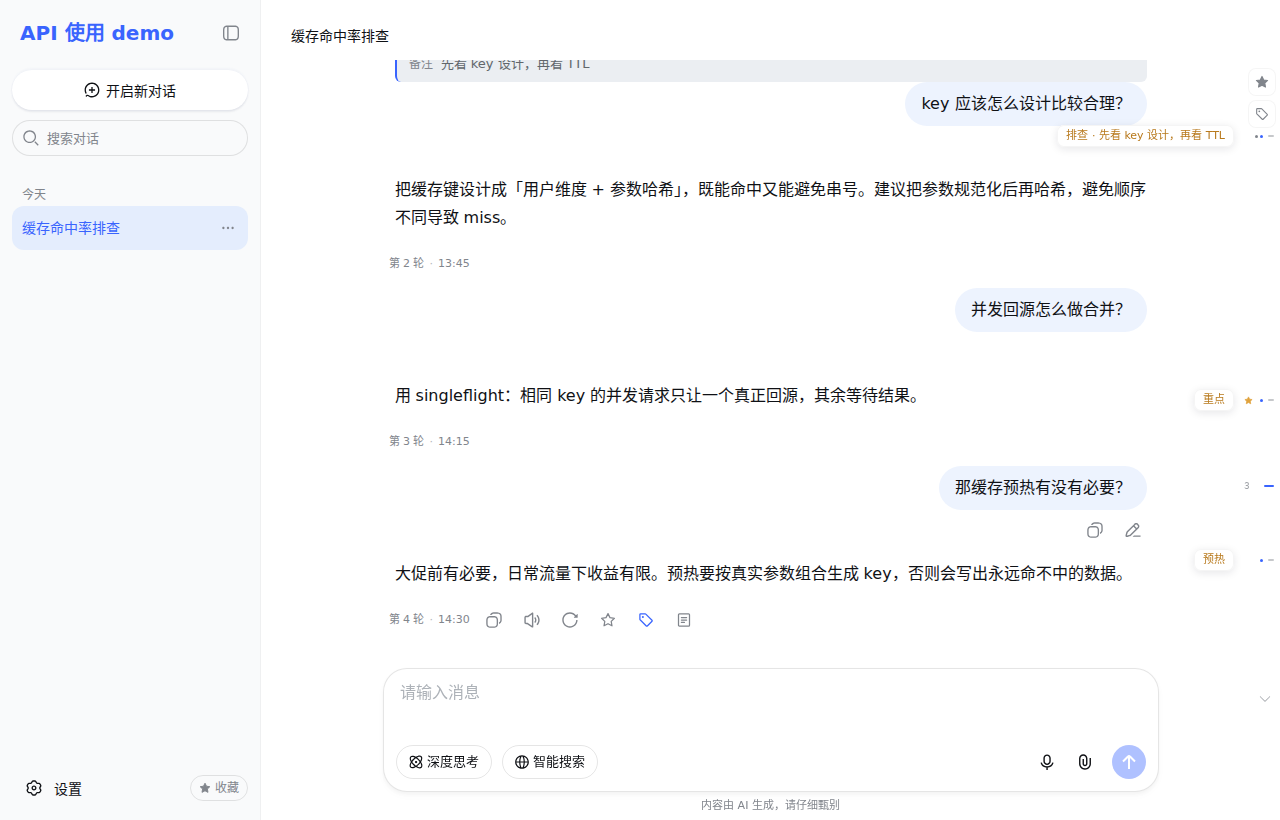 API 使用 demo
开启新对话
搜索对话
今天
缓存命中率排查
设置
收藏
缓存命中率排查
备注 先看 key 设计，再看 TTL
key 应该怎么设计比较合理？
排查 · 先看 key 设计，再看 TTL
把缓存键设计成「用户维度 + 参数哈希」，既能命中又能避免串号。建议把参数规范化后再哈希，避免顺序
不同导致 miss。
第 2 轮 · 13:45
并发回源怎么做合并？
用 singleflight：相同 key 的并发请求只让一个真正回源，其余等待结果。
重点
第 3 轮 · 14:15
那缓存预热有没有必要？
3
预热
大促前有必要，日常流量下收益有限。预热要按真实参数组合生成 key，否则会写出永远命不中的数据。
第 4 轮 · 14:30
请输入消息
深度思考
智能搜索
内容由 AI 生成，请仔细甄别